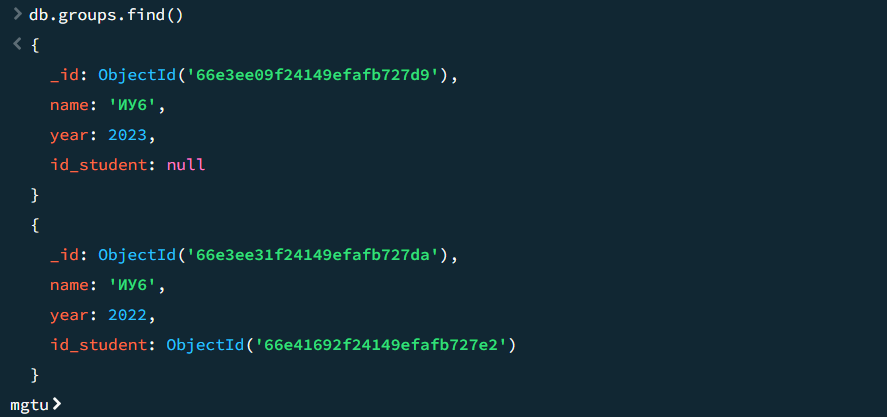 > db.groups.find()
< {
_id: ObjectId('66e3ee09f24149efafb727d9'),
name: 'ИУ6',
year: 2023,
id_student: null
}
{
_id: ObjectId('66e3ee31f24149efafb727da'),
name: 'ИУ6',
year: 2022,
id_student: ObjectId('66e41692f24149efafb727e2')
}
mgtu>